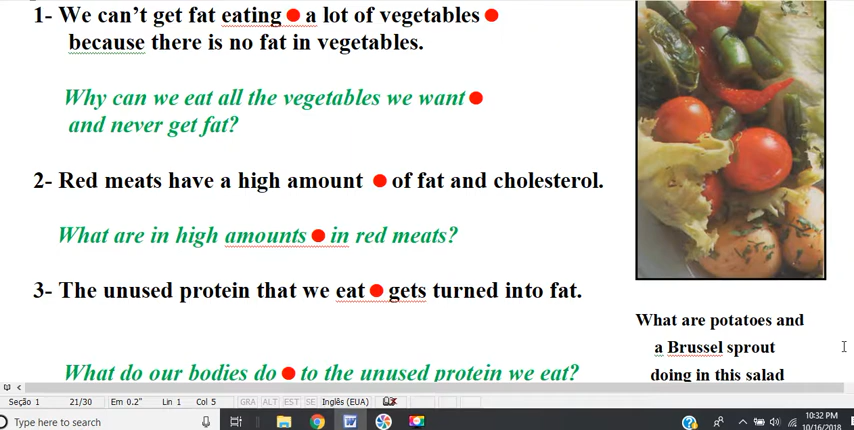 1- We can’t get fat eating a lot of vegetables
because there is no fat in vegetables.
Why can we eat all the vegetables we want
and never get fat?
2- Red meats have a high amount of fat and cholesterol.
What are in high amounts in red meats?
3- The unused protein that we eat gets turned into fat.
What do our bodies do to the unused protein we eat?
What are potatoes and
a Brussel sprout
doing in this salad
Seção 1 21/30 Em 0.2" Lin 1 Col 5 GRA ALT EST SE Inglês (EUA)
Type here to search
10:32 PM
10/16/2018